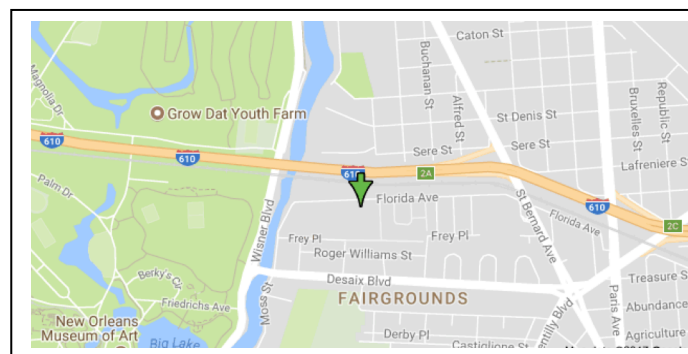 Caton St
Magnolia Dr
Buchanan St
Alfred St
Bruxelles St
Republic St
Grow Dat Youth Farm
St Denis St
610
610
Sere St
Sere St
610
2A
Lafreniere St
Palm Dr
Florida Ave
610
St Bernard Ave
Florida Ave
2C
Wisner Blvd
Frey Pl
Frey Pl
Roger Williams St
Berky's Cir
Desaix Blvd
Treasure S
Friedrichs Ave
Moss St
FAIRGROUNDS
Paris Ave
Abundance
New Orleans
Museum of Art
Big Lake
Derby Pl
Agriculture
Castiglione St